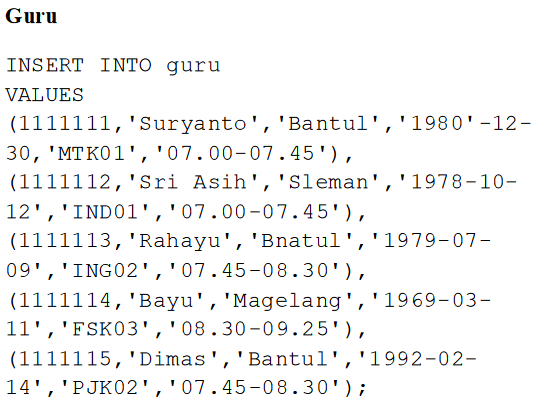 Guru
INSERT INTO guru
VALUES
(1111111,'Suryanto','Bantul','1980'-12-
30,'MTK01','07.00-07.45'),
(1111112,'Sri Asih','Sleman','1978-10-
12','IND01','07.00-07.45'),
(1111113,'Rahayu','Bnatul','1979-07-
09','ING02','07.45-08.30'),
(1111114,'Bayu','Magelang','1969-03-
11','FSK03','08.30-09.25'),
(1111115,'Dimas','Bantul','1992-02-
14','PJK02','07.45-08.30');